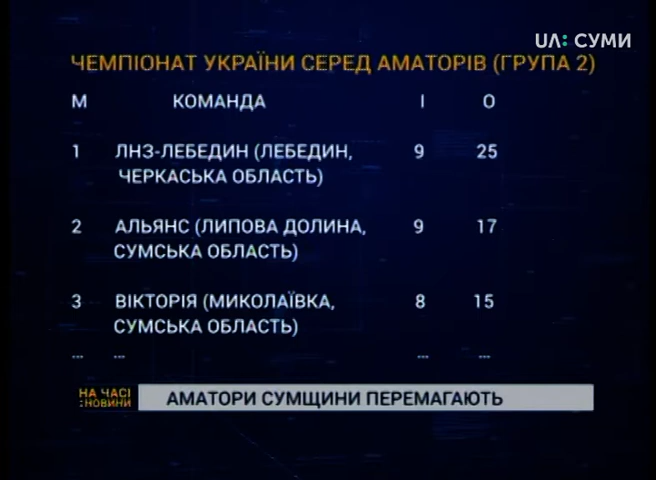 UA: СУМИ
ЧЕМПІОНАТ УКРАЇНИ СЕРЕД АМАТОРІВ (ГРУПА 2)
М КОМАНДА І О
1 ЛНЗ-ЛЕБЕДИН (ЛЕБЕДИН, 9 25
ЧЕРКАСЬКА ОБЛАСТЬ)
2 АЛЬЯНС (ЛИПОВА ДОЛИНА, 9 17
СУМСЬКА ОБЛАСТЬ)
3 ВІКТОРІЯ (МИКОЛАЇВКА, 8 15
СУМСЬКА ОБЛАСТЬ)
... ... ... ...
НА ЧАСІ
:НОВИНИ
АМАТОРИ СУМЩИНИ ПЕРЕМАГАЮТЬ